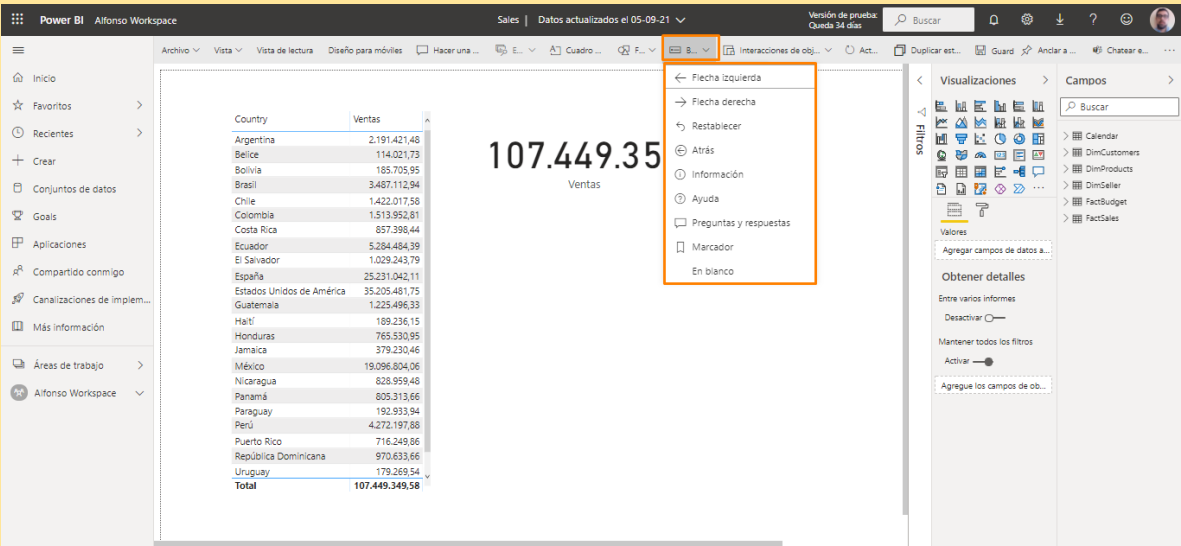 Power BI Alfonso Workspace
Sales | Datos actualizados el 05-09-21
Versión de prueba:
Queda 34 días
Buscar
Archivo Vista Vista de lectura Diseño para móviles Hacer una ... E... Cuadro ... F... B... Interacciones de obj... Act... Duplicar est... Guard Anclar a ... Chatear e... ...
Inicio
Favoritos
Recientes
Crear
Conjuntos de datos
Goals
Aplicaciones
Compartido conmigo
Canalizaciones de implem...
Más información
Áreas de trabajo
Alfonso Workspace
Country Ventas
Argentina 2.191.421,48
Belice 114.021,73
Bolivia 185.705,95
Brasil 3.487.112,94
Chile 1.422.017,58
Colombia 1.513.952,81
Costa Rica 857.398,44
Ecuador 5.284.484,39
El Salvador 1.029.243,79
España 25.231.042,11
Estados Unidos de América 35.205.481,75
Guatemala 1.225.496,33
Haití 189.236,15
Honduras 765.530,95
Jamaica 379.230,46
México 19.096.804,06
Nicaragua 828.959,48
Panamá 805.313,66
Paraguay 192.933,94
Perú 4.272.197,88
Puerto Rico 716.249,86
República Dominicana 970.633,66
Uruguay 179.269,54
Total 107.449.349,58
107.449.35
Ventas
Flecha izquierda
Flecha derecha
Restablecer
Atrás
Información
Ayuda
Preguntas y respuestas
Marcador
En blanco
Filtros
Visualizaciones
Valores
Agregar campos de datos a...
Obtener detalles
Entre varios informes
Desactivar
Mantener todos los filtros
Activar
Agregue los campos de ob...
Campos
Buscar
Calendar
DimCustomers
DimProducts
DimSeller
FactBudget
FactSales